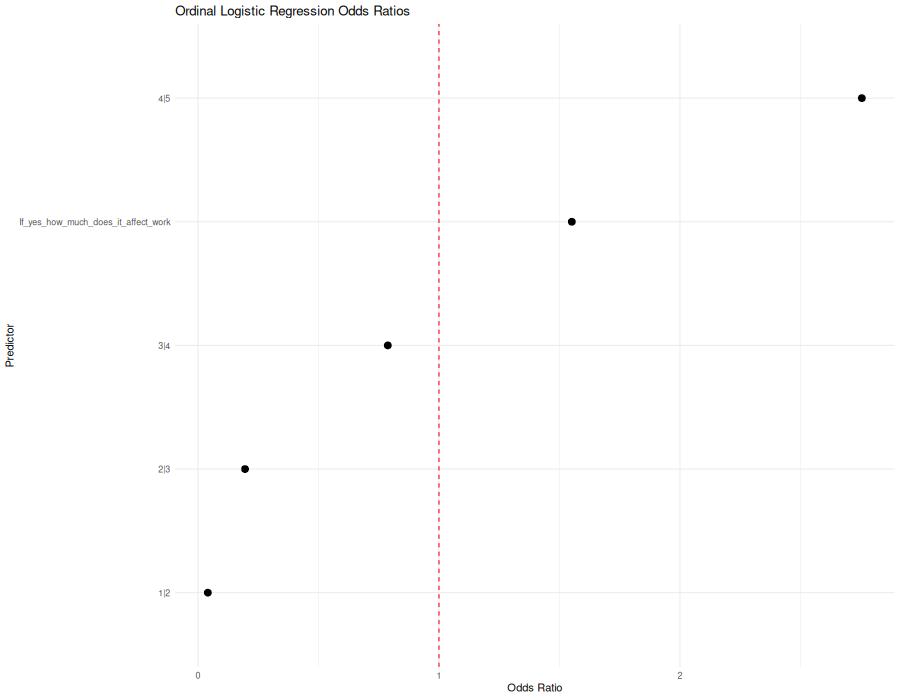 Ordinal Logistic Regression Odds Ratios
4|5
If_yes_how_much_does_it_affect_work
3|4
2|3
1|2
Predictor
0 1 2
Odds Ratio